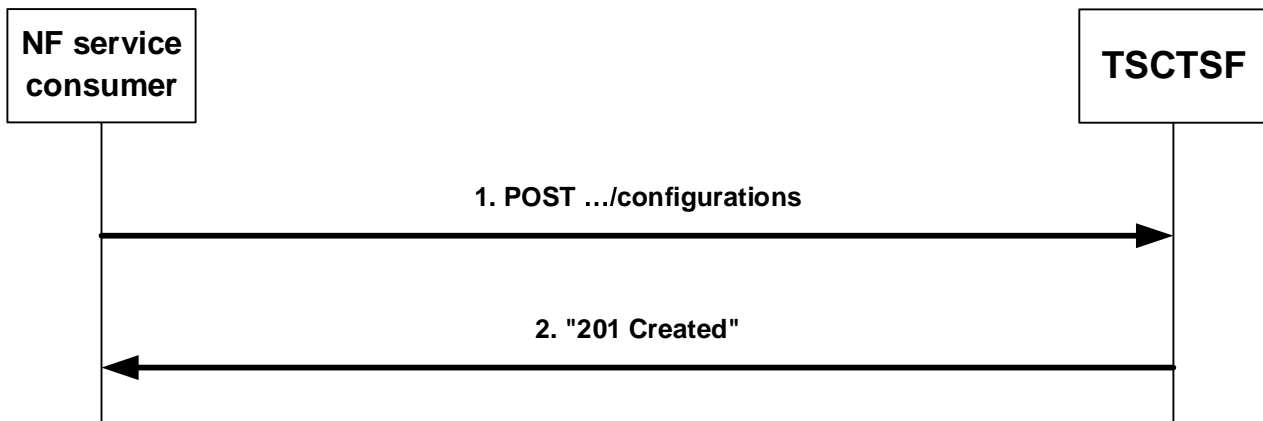 NF service
consumer
TSCTSF
1. POST …/configurations
2. "201 Created"